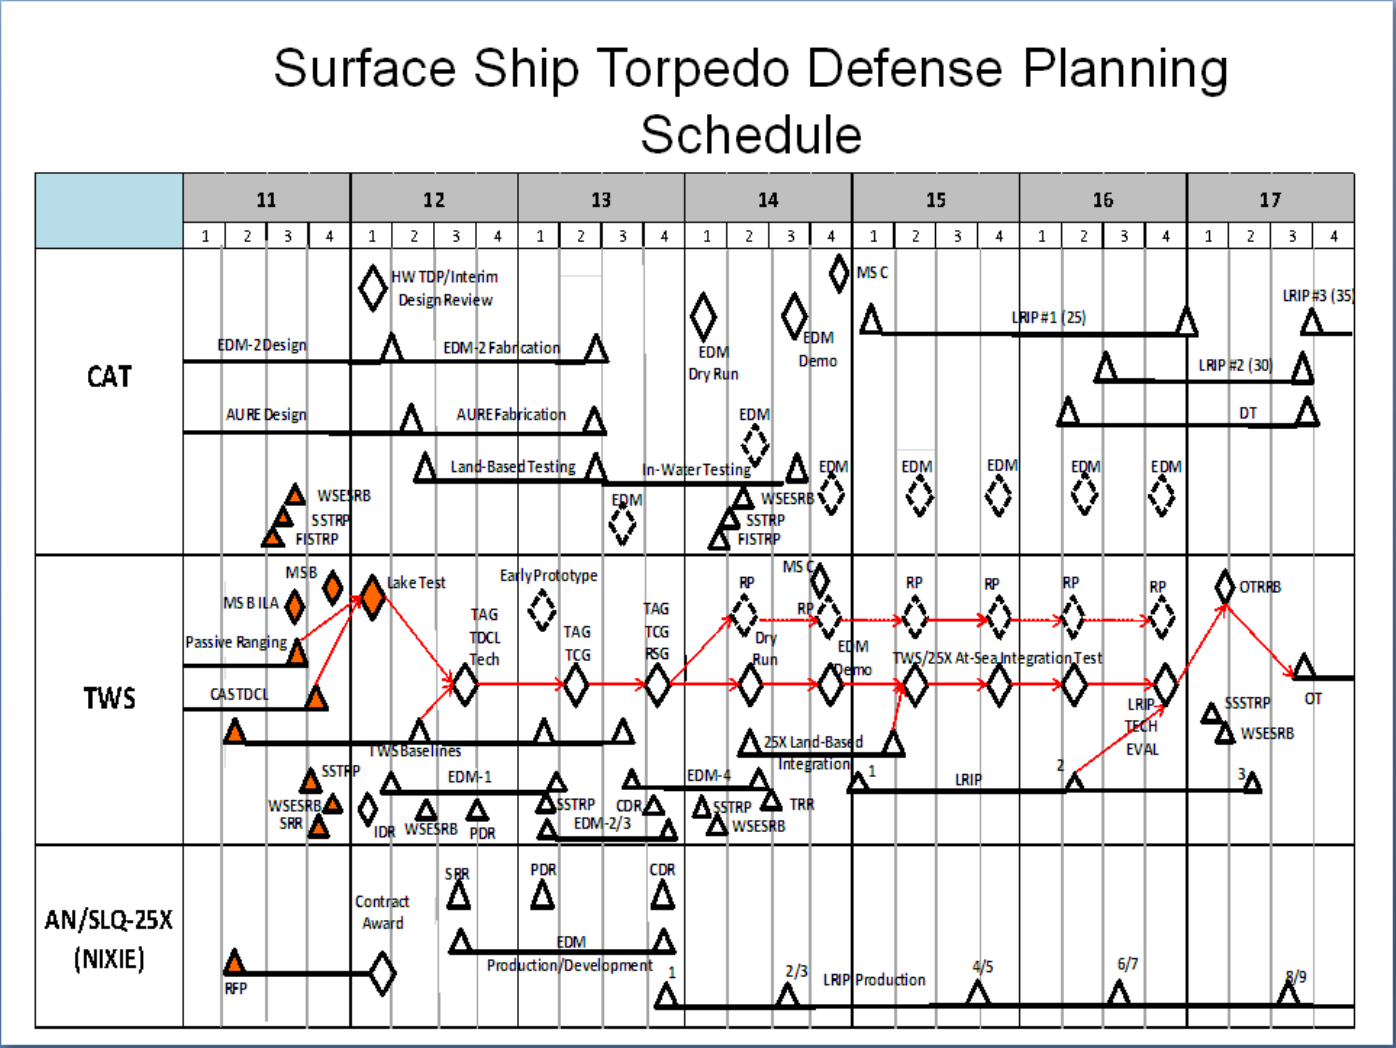 Surface Ship Torpedo Defense Planning
Schedule
11 12 13 14 15 16 17
1 2 3 4 1 2 3 4 1 2 3 4 1 2 3 4 1 2 3 4 1 2 3 4 1 2 3 4
CAT
HW TDP/Interim
Design Review
MS C
LRIP #3 (35)
LRIP #1 (25)
EDM-2 Design
EDM-2 Fabrication
EDM
Dry Run
EDM
Demo
LRIP #2 (30)
AURE Design
AURE Fabrication
EDM
DT
Land-Based Testing
In-Water Testing
EDM
EDM
EDM
EDM
EDM
WSESRB
SSTRP
FISTRP
EDM
WSESRB
SSTRP
FISTRP
TWS
MSB
MS B ILA
Lake Test
Early Prototype
MS C
RP
RP
RP
RP
RP
RP
OTRRB
Passive Ranging
TAG
TDCL
Tech
TAG
TCG
TAG
TCG
RSG
Dry
Run
EDM
Demo
TWS/25X At-Sea Integration Test
CASTDCL
LRIP
TECH
EVAL
OT
SSSTRP
WSESRB
TWS Baselines
25X Land-Based
Integration
SSTRP
EDM-1
EDM-4
1
LRIP
2
3
WSESRB
SRR
IDR
WSESRB
PDR
SSTRP
CDR
EDM-2/3
SSTRP
WSESRB
TRR
AN/SLQ-25X
(NIXIE)
SRR
PDR
CDR
Contract
Award
EDM
Production/Development
RFP
1
2/3
LRIP Production
4/5
6/7
8/9